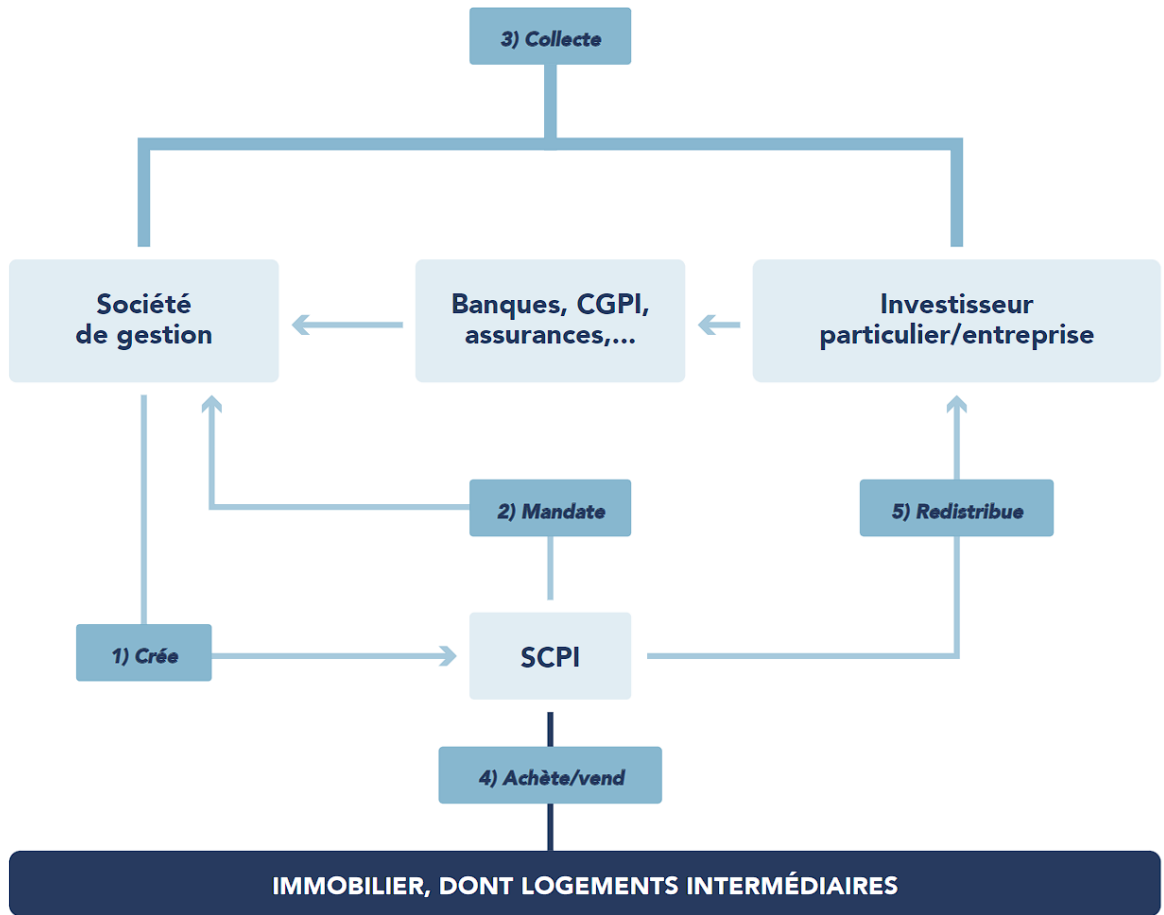 3) Collecte
Société
de gestion
Banques, CGPI,
assurances,...
Investisseur
particulier/entreprise
2) Mandate
5) Redistribue
1) Crée
SCPI
4) Achète/vend
IMMOBILIER, DONT LOGEMENTS INTERMÉDIAIRES